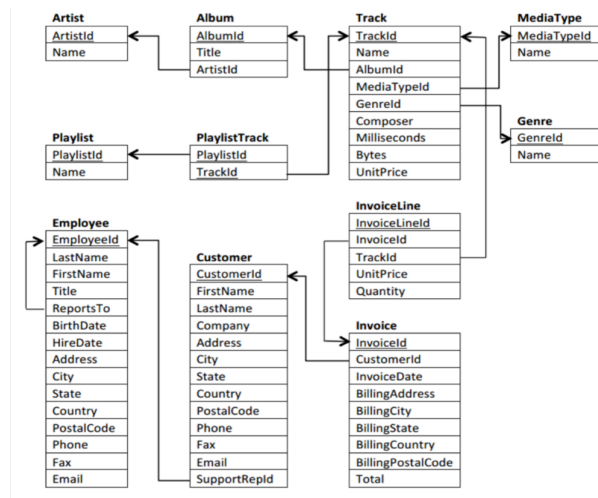 Artist
ArtistId
Name
Album
AlbumId
Title
ArtistId
Track
TrackId
Name
AlbumId
MediaTypeId
GenreId
Composer
Milliseconds
Bytes
UnitPrice
MediaType
MediaTypeId
Name
Genre
GenreId
Name
Playlist
PlaylistId
Name
PlaylistTrack
PlaylistId
TrackId
Employee
EmployeeId
LastName
FirstName
Title
ReportsTo
BirthDate
HireDate
Address
City
State
Country
PostalCode
Phone
Fax
Email
Customer
CustomerId
FirstName
LastName
Company
Address
City
State
Country
PostalCode
Phone
Fax
Email
SupportRepId
InvoiceLine
InvoiceLineId
InvoiceId
TrackId
UnitPrice
Quantity
Invoice
InvoiceId
CustomerId
InvoiceDate
BillingAddress
BillingCity
BillingState
BillingCountry
BillingPostalCode
Total